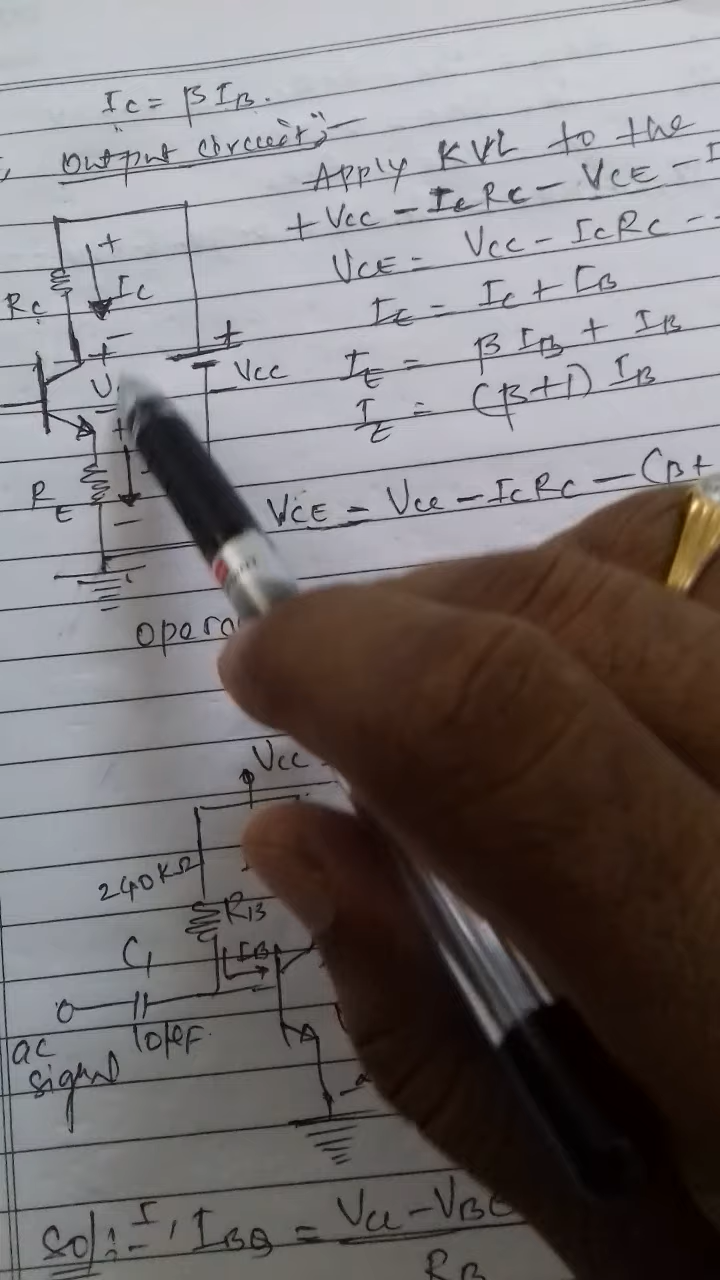 Ic = β IB.
Output circuit :-
Apply KVL to the
+ Vcc - IcRc - VCE - I
VCE = Vcc - IcRc -
IE = Ic + IB
IE = β IB + IB
IE = (β+1) IB
Rc
+
Ic
-
+
+
Vcc
V
+
RE
-
VCE = Vcc - IcRc - (β+
opera
Vcc
240KΩ
RB
C1
IB
ac
signal
10μF.
Sol :- I, IBQ = Vcc - VBE
RB